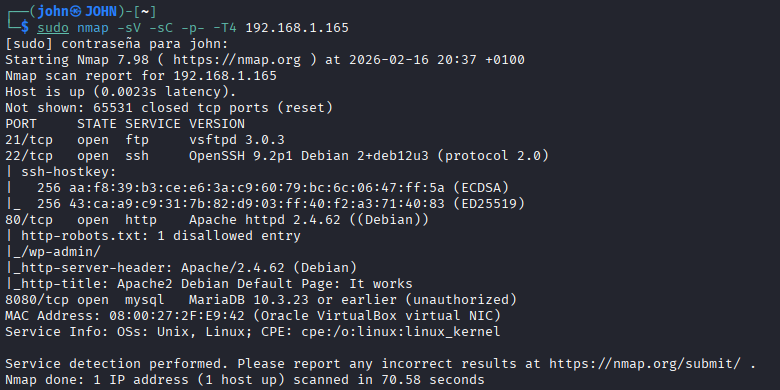 ┌──(john㉿JOHN)-[~]
└─$ sudo nmap -sV -sC -p- -T4 192.168.1.165
[sudo] contraseña para john:
Starting Nmap 7.98 ( https://nmap.org ) at 2026-02-16 20:37 +0100
Nmap scan report for 192.168.1.165
Host is up (0.0023s latency).
Not shown: 65531 closed tcp ports (reset)
PORT     STATE SERVICE VERSION
21/tcp   open  ftp     vsftpd 3.0.3
22/tcp   open  ssh     OpenSSH 9.2p1 Debian 2+deb12u3 (protocol 2.0)
| ssh-hostkey:
|   256 aa:f8:39:b3:ce:e6:3a:c9:60:79:bc:6c:06:47:ff:5a (ECDSA)
|_  256 43:ca:a9:c9:31:7b:82:d9:03:ff:40:f2:a3:71:40:83 (ED25519)
80/tcp   open  http    Apache httpd 2.4.62 ((Debian))
| http-robots.txt: 1 disallowed entry
|_/wp-admin/
|_http-server-header: Apache/2.4.62 (Debian)
|_http-title: Apache2 Debian Default Page: It works
8080/tcp open  mysql   MariaDB 10.3.23 or earlier (unauthorized)
MAC Address: 08:00:27:2F:E9:42 (Oracle VirtualBox virtual NIC)
Service Info: OSs: Unix, Linux; CPE: cpe:/o:linux:linux_kernel

Service detection performed. Please report any incorrect results at https://nmap.org/submit/ .
Nmap done: 1 IP address (1 host up) scanned in 70.58 seconds